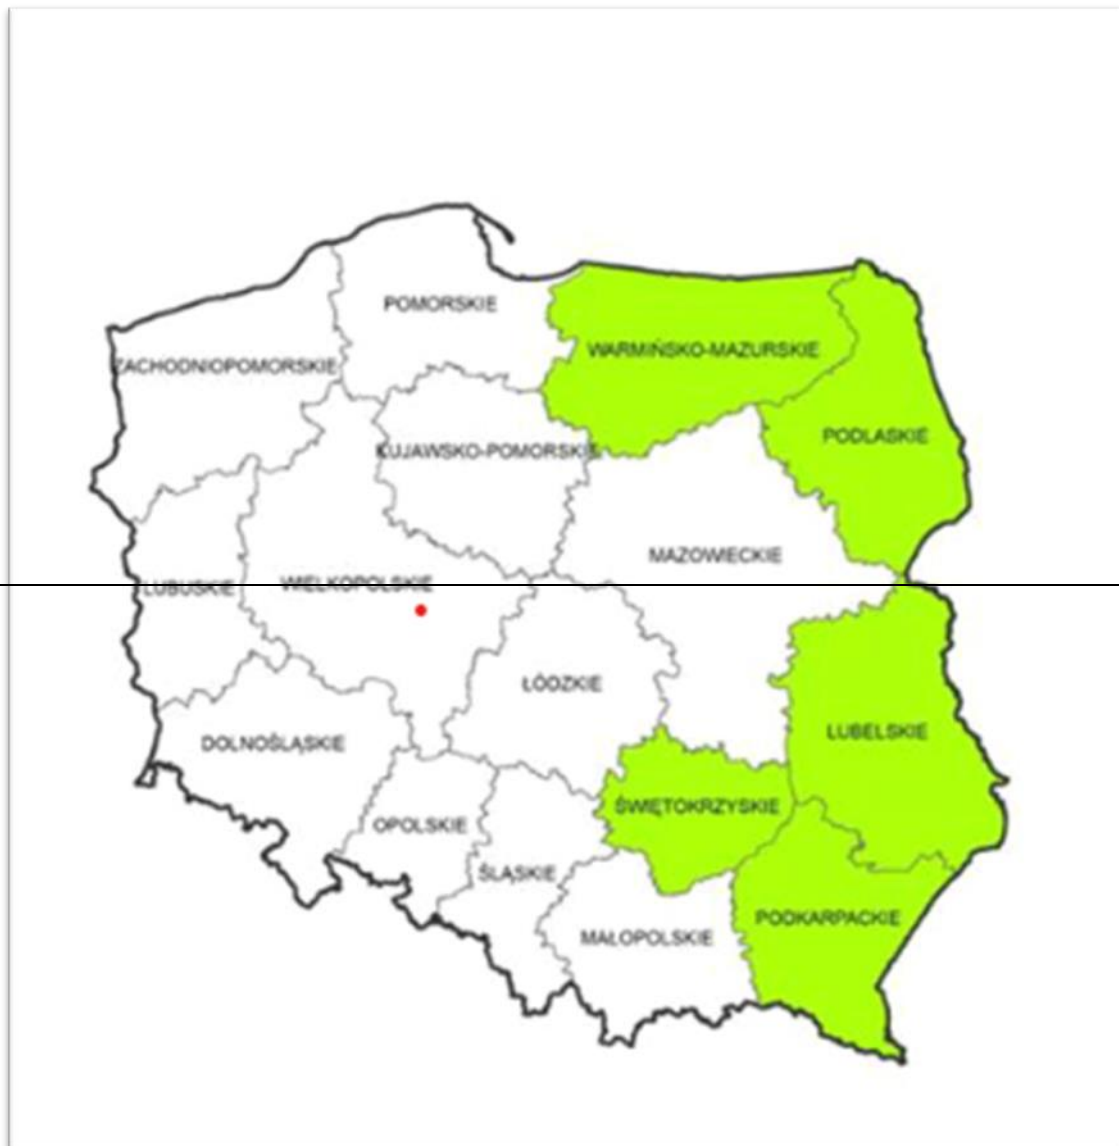 POMORSKIE
WARMIŃSKO-MAZURSKIE
ZACHODNIOPOMORSKIE
PODLASKIE
KUJAWSKO-POMORSKIE
MAZOWIECKIE
LUBUSKIE
WIELKOPOLSKIE
ŁÓDZKIE
LUBELSKIE
DOLNOŚLĄSKIE
ŚWIĘTOKRZYSKIE
OPOLSKIE
ŚLĄSKIE
PODKARPACKIE
MAŁOPOLSKIE